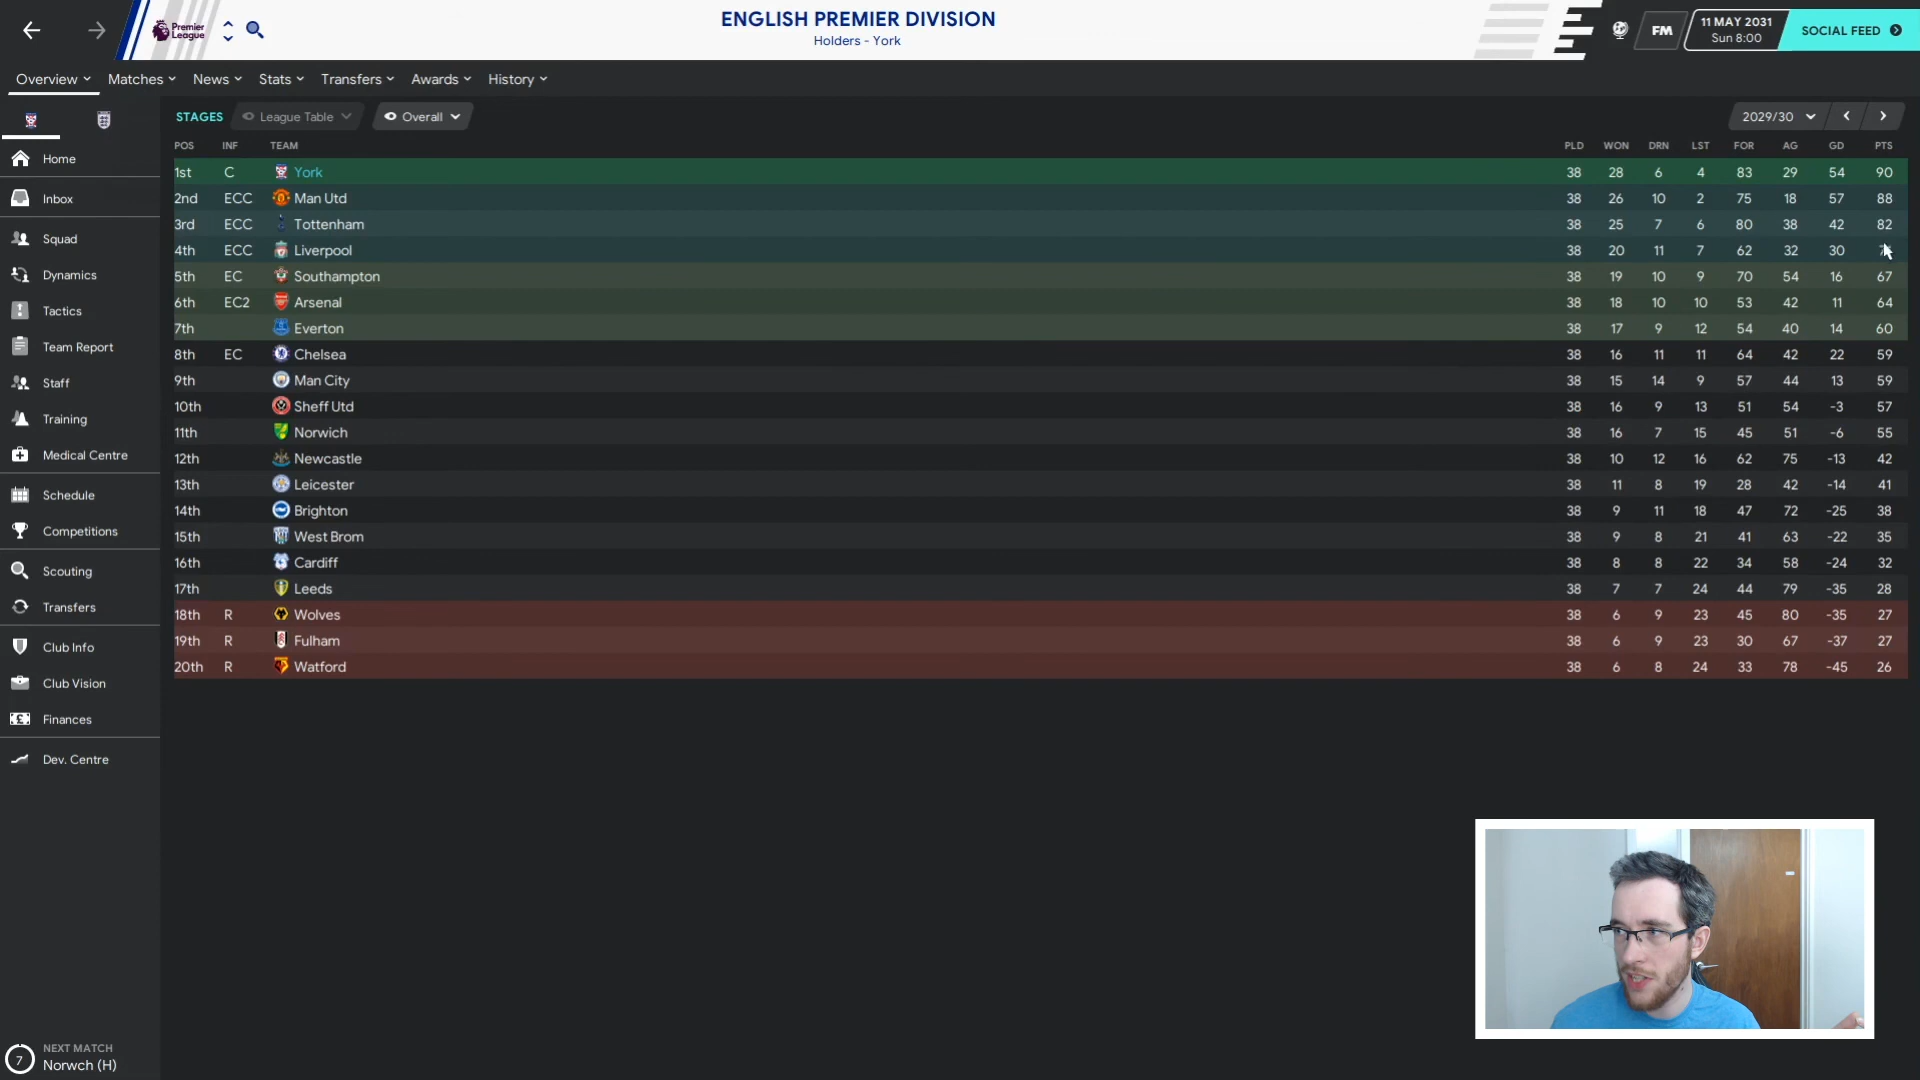 Premier League
ENGLISH PREMIER DIVISION
Holders - York
FM
11 MAY 2031
Sun 8:00
SOCIAL FEED
Overview
Matches
News
Stats
Transfers
Awards
History
STAGES
League Table
Overall
2029/30
POS INF TEAM PLD WON DRN LST FOR AG GD PTS
1st C York 38 28 6 4 83 29 54 90
2nd ECC Man Utd 38 26 10 2 75 18 57 88
3rd ECC Tottenham 38 25 7 6 80 38 42 82
4th ECC Liverpool 38 20 11 7 62 32 30
5th EC Southampton 38 19 10 9 70 54 16 67
6th EC2 Arsenal 38 18 10 10 53 42 11 64
7th Everton 38 17 9 12 54 40 14 60
8th EC Chelsea 38 16 11 11 64 42 22 59
9th Man City 38 15 14 9 57 44 13 59
10th Sheff Utd 38 16 9 13 51 54 -3 57
11th Norwich 38 16 7 15 45 51 -6 55
12th Newcastle 38 10 12 16 62 75 -13 42
13th Leicester 38 11 8 19 28 42 -14 41
14th Brighton 38 9 11 18 47 72 -25 38
15th West Brom 38 9 8 21 41 63 -22 35
16th Cardiff 38 8 8 22 34 58 -24 32
17th Leeds 38 7 7 24 44 79 -35 28
18th R Wolves 38 6 9 23 45 80 -35 27
19th R Fulham 38 6 9 23 30 67 -37 27
20th R Watford 38 6 8 24 33 78 -45 26
Home
Inbox
Squad
Dynamics
Tactics
Team Report
Staff
Training
Medical Centre
Schedule
Competitions
Scouting
Transfers
Club Info
Club Vision
Finances
Dev. Centre
7
NEXT MATCH
Norwch (H)